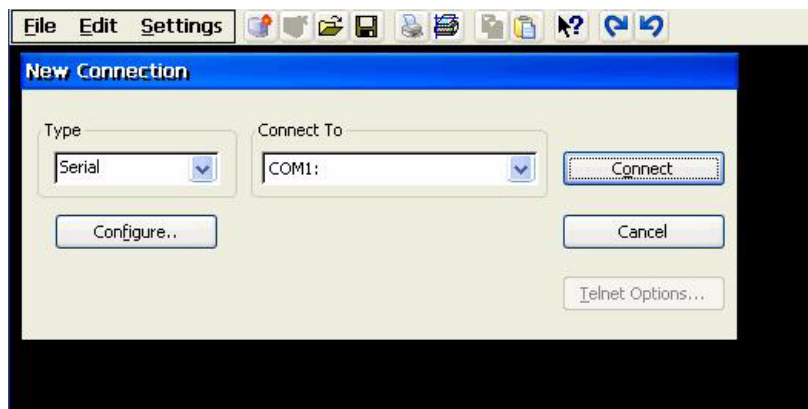 File Edit Settings
New Connection
Type
Connect To
Serial
COM1:
Connect
Configure..
Cancel
Telnet Options...